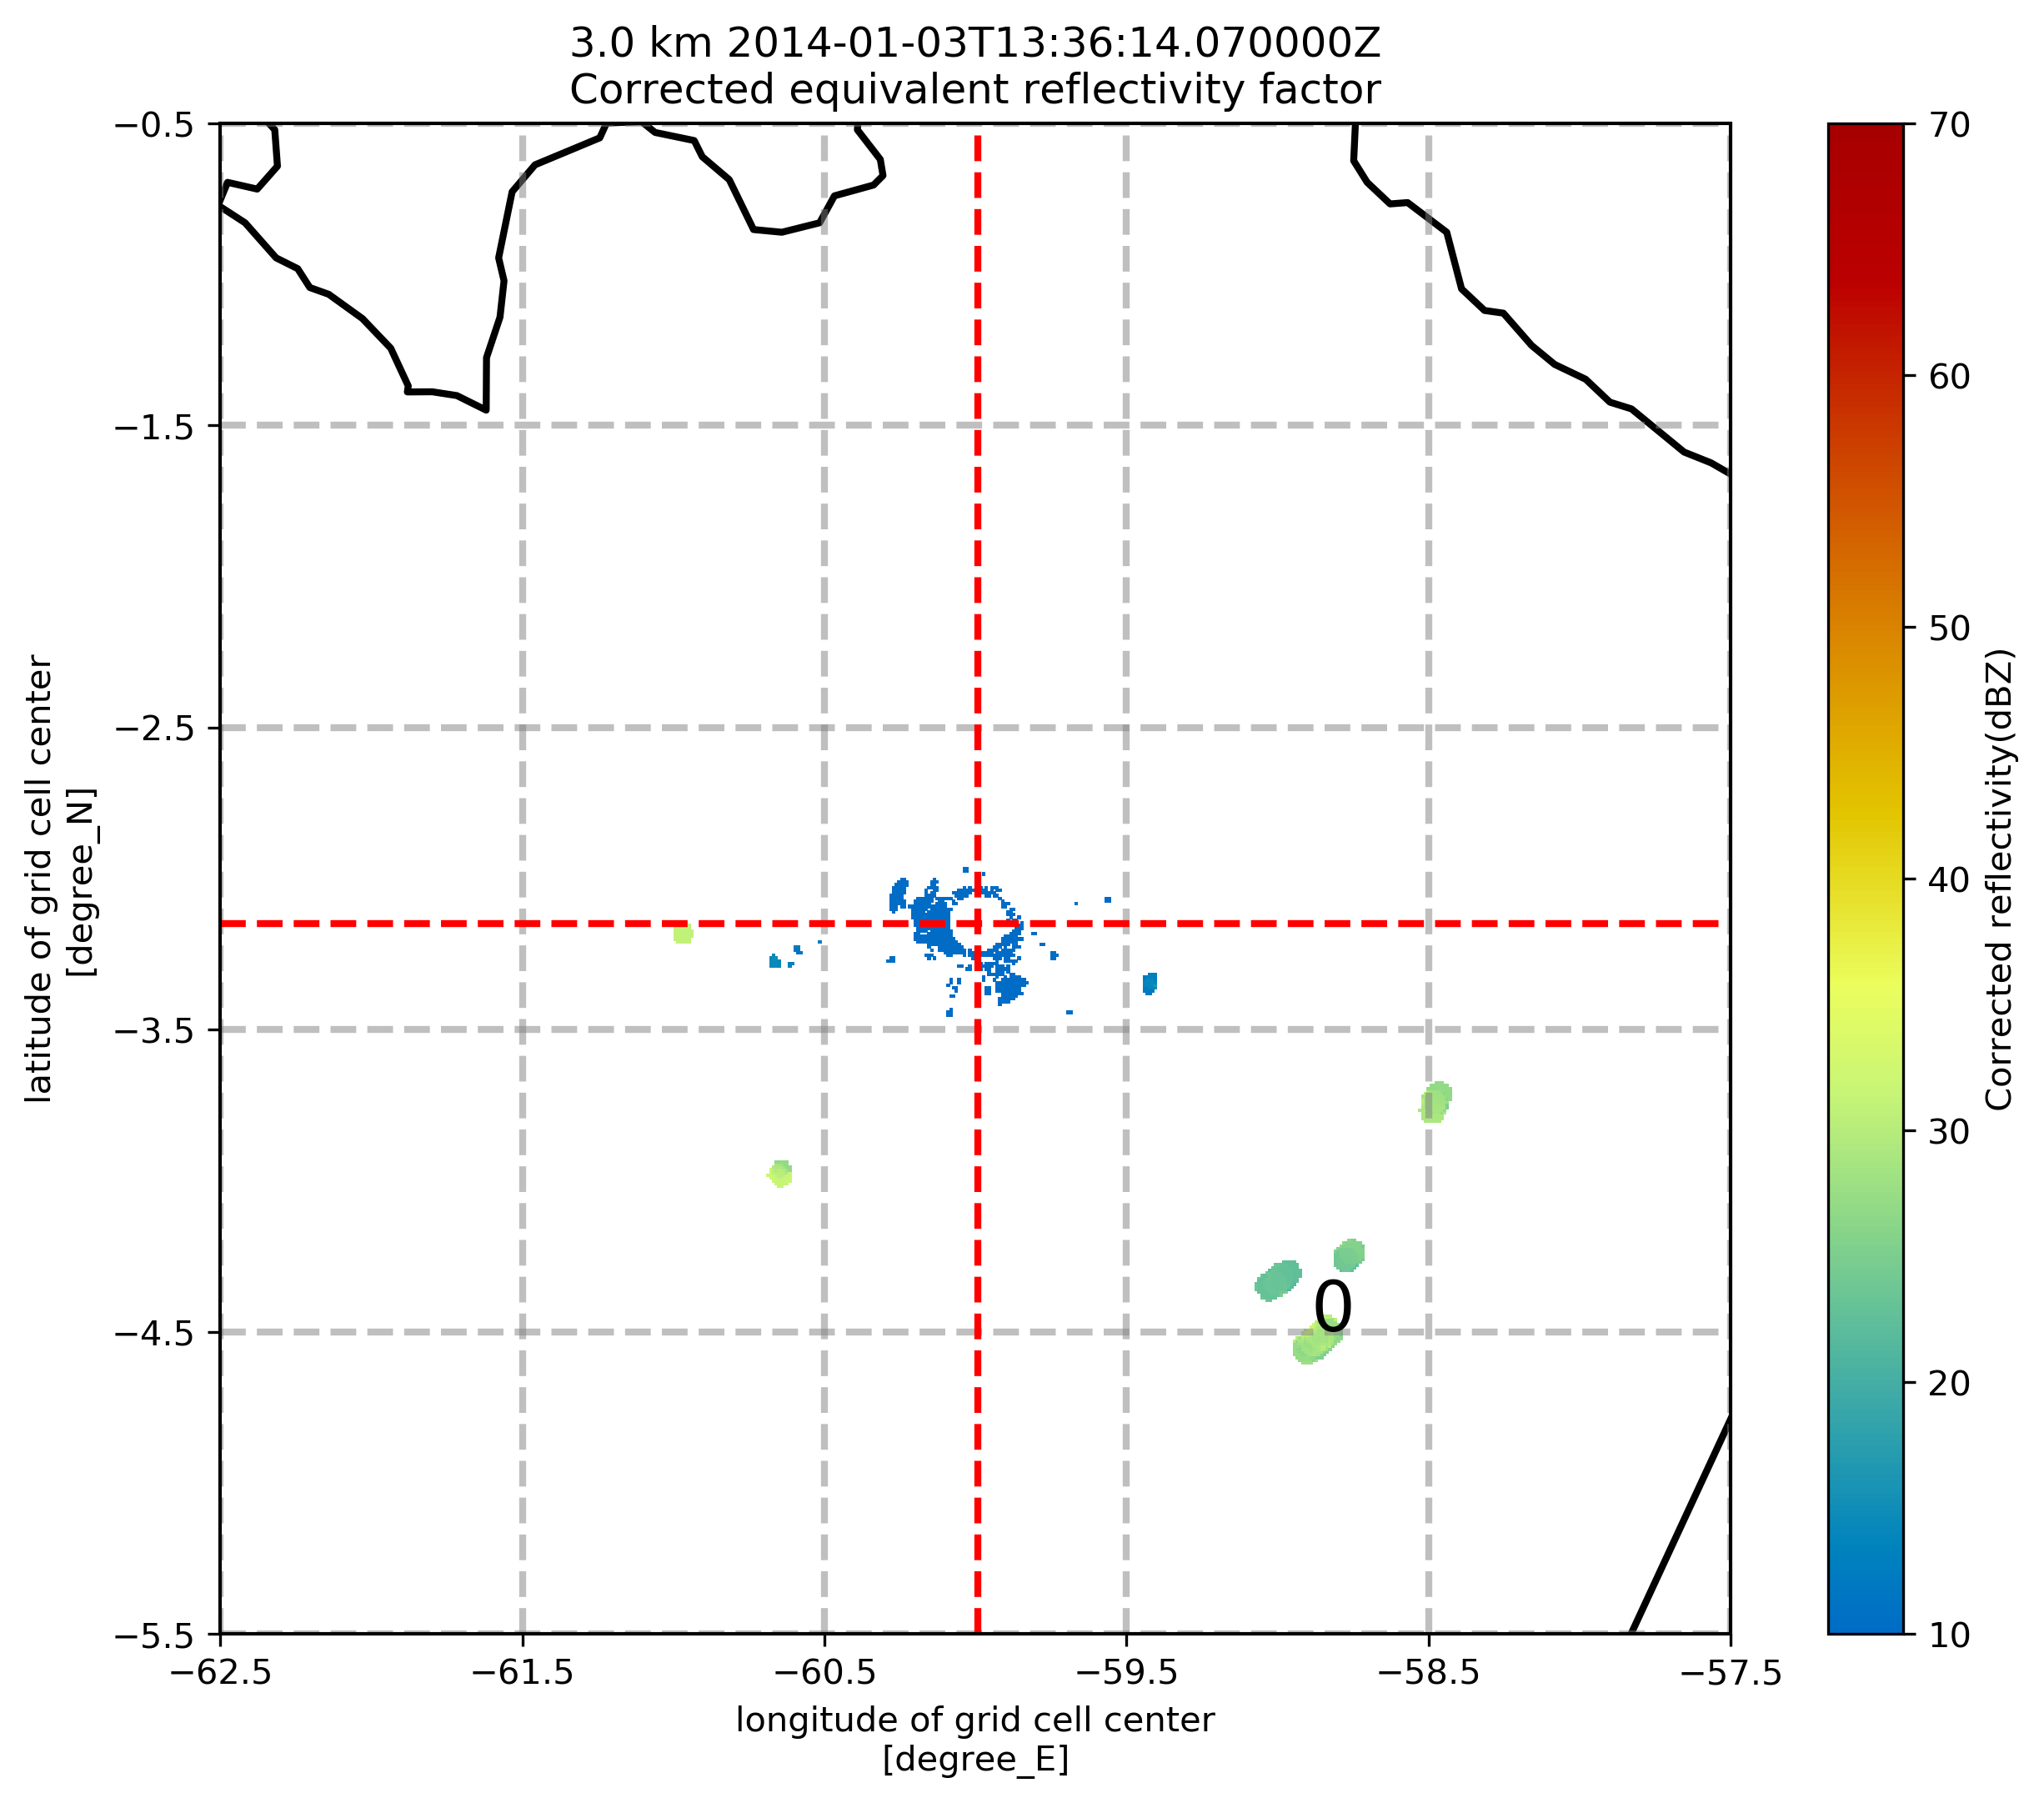 3.0 km 2014-01-03T13:36:14.070000Z
Corrected equivalent reflectivity factor
−0.5
−1.5
−2.5
−3.5
−4.5
−5.5
latitude of grid cell center
[degree_N]
0
−62.5
−61.5
−60.5
−59.5
−58.5
−57.5
longitude of grid cell center
[degree_E]
70
60
50
40
30
20
10
Corrected reflectivity(dBZ)